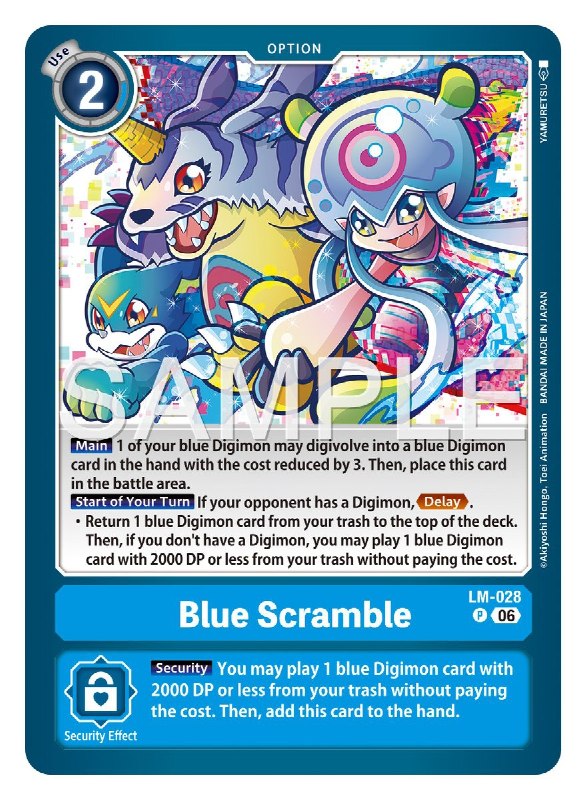 Use
2
OPTION
YAMURETSU
SAMPLE
Main 1 of your blue Digimon may digivolve into a blue Digimon
card in the hand with the cost reduced by 3. Then, place this card
in the battle area.
Start of Your Turn If your opponent has a Digimon, Delay.
・Return 1 blue Digimon card from your trash to the top of the deck.
Then, if you don't have a Digimon, you may play 1 blue Digimon
card with 2000 DP or less from your trash without paying the cost.
©Akiyoshi Hongo, Toei Animation BANDAI MADE IN JAPAN
LM-028
Blue Scramble
P 06
Security You may play 1 blue Digimon card with
2000 DP or less from your trash without paying
the cost. Then, add this card to the hand.
Security Effect